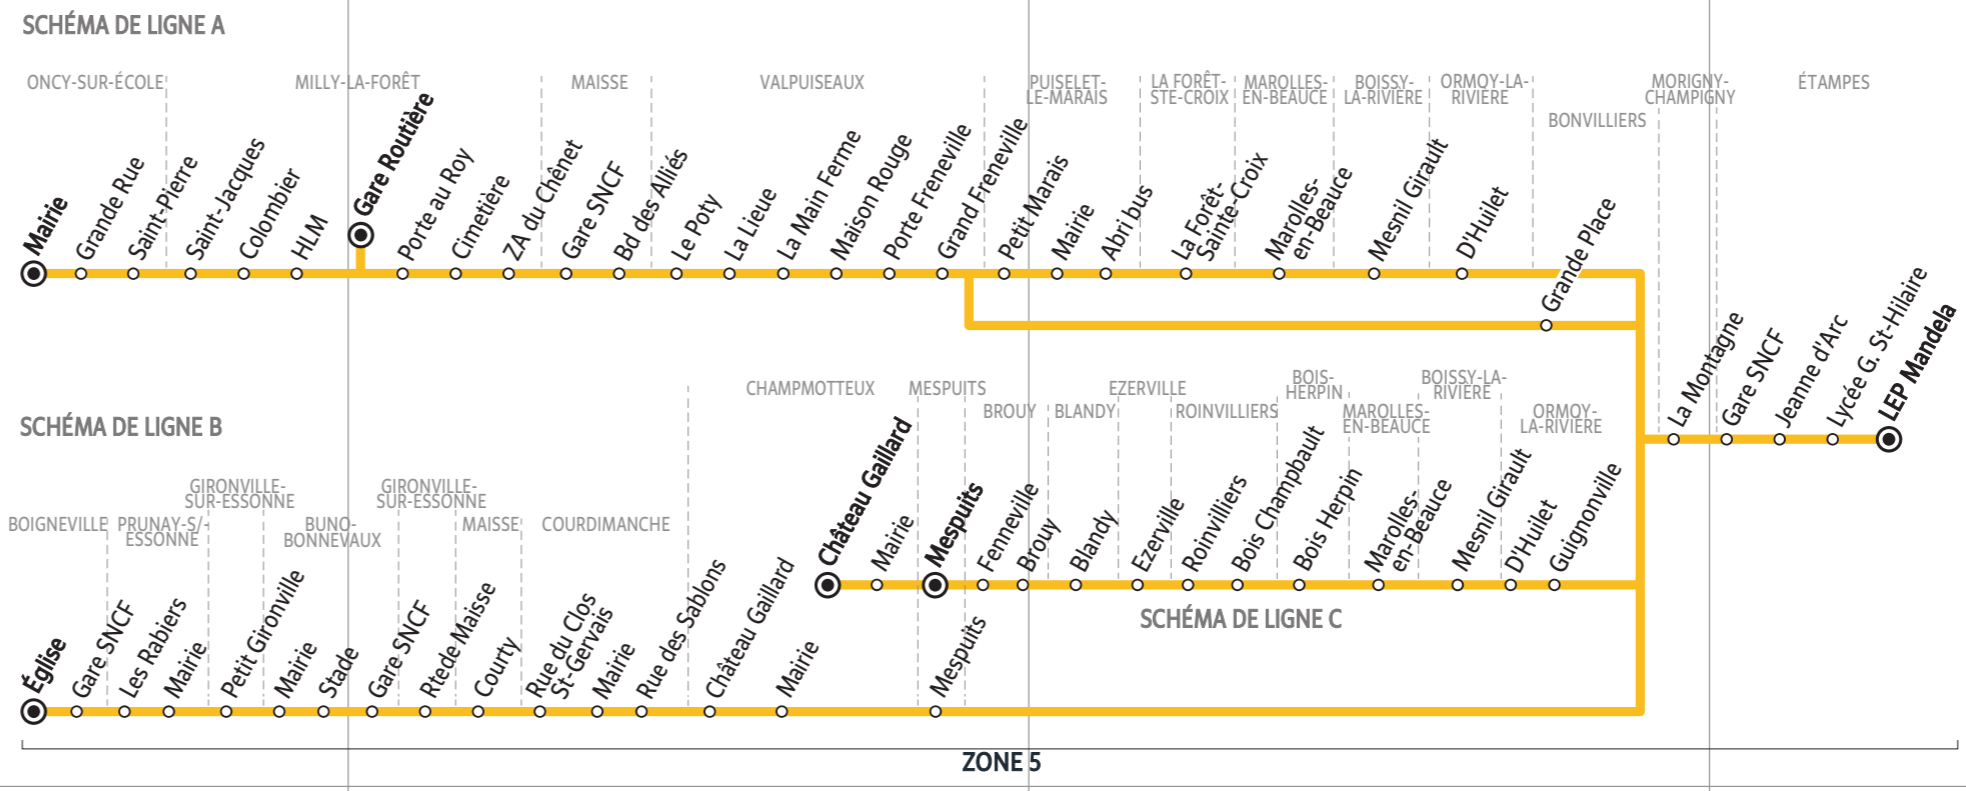 SCHÉMA DE LIGNE A
ONCY-SUR-ÉCOLE
MILLY-LA-FORÊT
MAISSE
VALPUISEAUX
PUISELET-
LE-MARAIS
LA FORÊT-
STE-CROIX
MAROLLES-
EN-BEAUCE
BOISSY-
LA-RIVIÈRE
ORMOY-LA-
RIVIÈRE
BONVILLIERS
MORIGNY-
CHAMPIGNY
ÉTAMPES
Mairie
Grande Rue
Saint-Pierre
Saint-Jacques
Colombier
HLM
Gare Routière
Porte au Roy
Cimetière
ZA du Chênet
Gare SNCF
Bd des Alliés
Le Poty
La Lieue
La Main Ferme
Maison Rouge
Porte Freneville
Grand Freneville
Petit Marais
Mairie
Abri bus
La Forêt-
Sainte-Croix
Marolles-
en-Beauce
Mesnil Girault
D'Huilet
Grande Place
La Montagne
Gare SNCF
Jeanne d'Arc
Lycée G. St-Hilaire
LEP Mandela
CHAMPMOTTEUX
MESPUITS
BROUY
BLANDY
EZERVILLE
ROINVILLIERS
BOIS-
HERPIN
MAROLLES-
EN-BEAUCE
BOISSY-LA-
RIVIÈRE
ORMOY-
LA-RIVIÈRE
Château Gaillard
Mairie
Mespuits
Fenneville
Brouy
Blandy
Ezerville
Roinvilliers
Bois Champbault
Bois Herpin
Marolles-
en-Beauce
Mesnil Girault
D'Huilet
Guignonville
SCHÉMA DE LIGNE C
SCHÉMA DE LIGNE B
BOIGNEVILLE
PRUNAY-S/-
ESSONNE
GIRONVILLE-
SUR-ESSONNE
BUNO-
BONNEVAUX
GIRONVILLE-
SUR-ESSONNE
MAISSE
COURDIMANCHE
Église
Gare SNCF
Les Rabiers
Mairie
Petit Gironville
Mairie
Stade
Gare SNCF
Rtede Maisse
Courty
Rue du Clos
St-Gervais
Mairie
Rue des Sablons
Château Gaillard
Mairie
Mespuits
ZONE 5